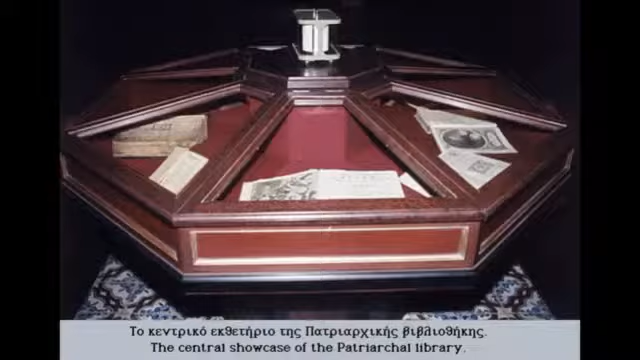 Το κεντρικό εκθετήριο της Πατριαρχικής βιβλιοθήκης.
The central showcase of the Patriarchal library.